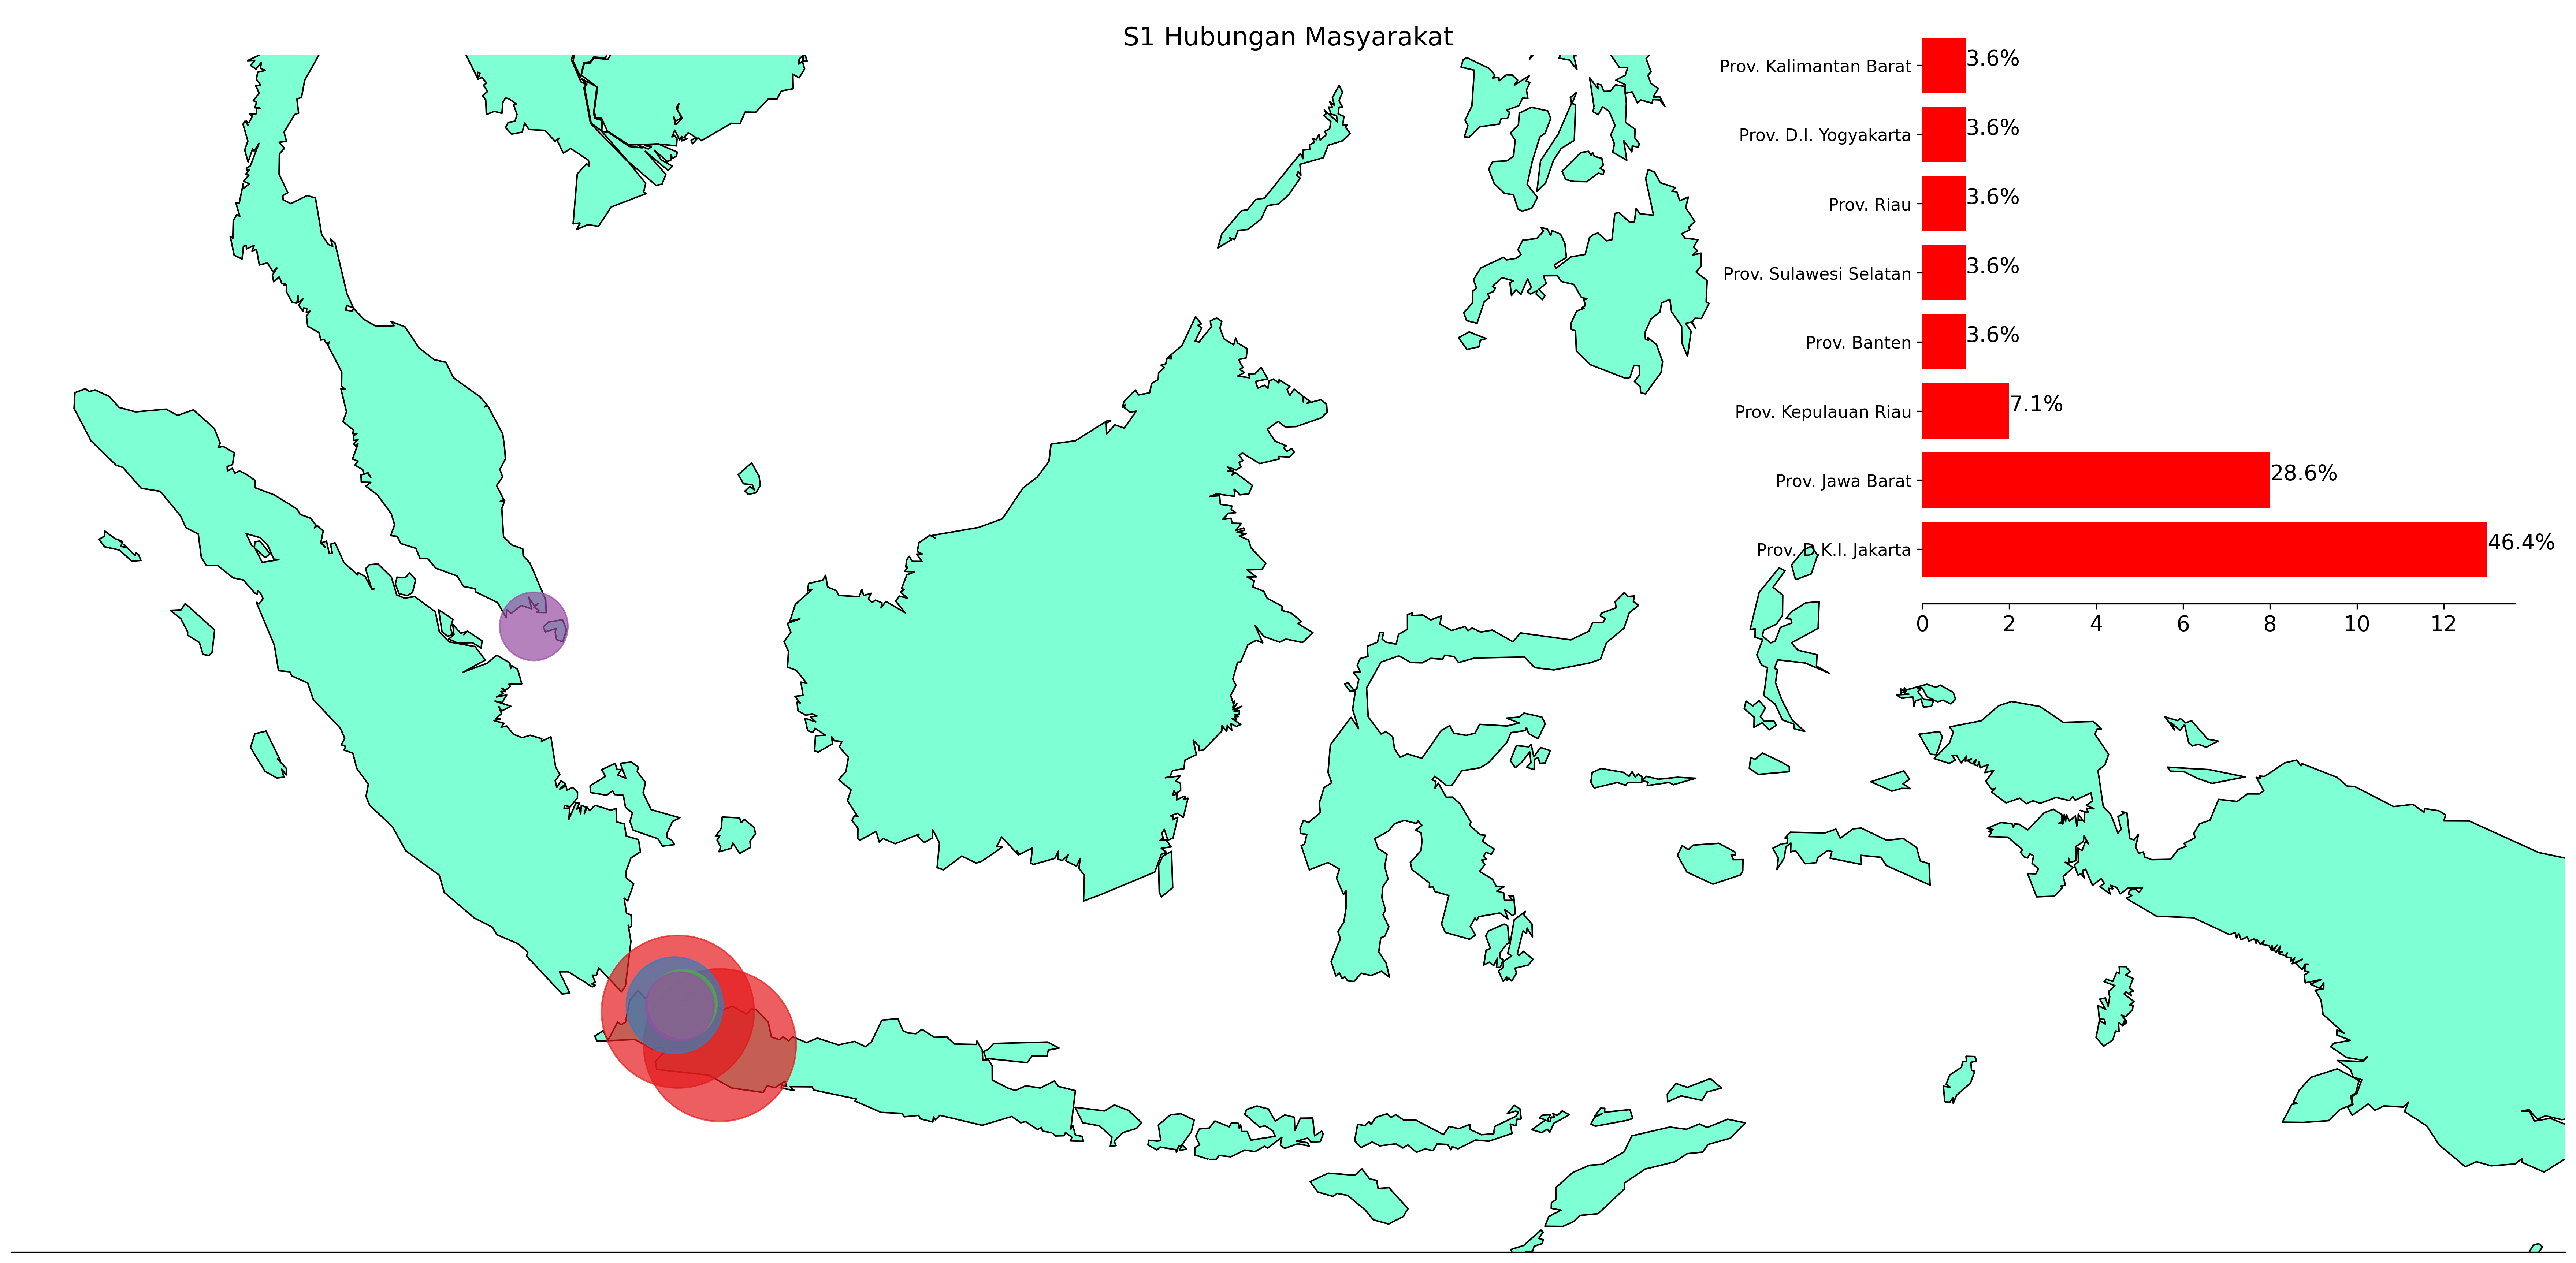 S1 Hubungan Masyarakat
Prov. Kalimantan Barat 3.6%
Prov. D.I. Yogyakarta 3.6%
Prov. Riau 3.6%
Prov. Sulawesi Selatan 3.6%
Prov. Banten 3.6%
Prov. Kepulauan Riau 7.1%
Prov. Jawa Barat 28.6%
Prov. D.K.I. Jakarta 46.4%
0 2 4 6 8 10 12